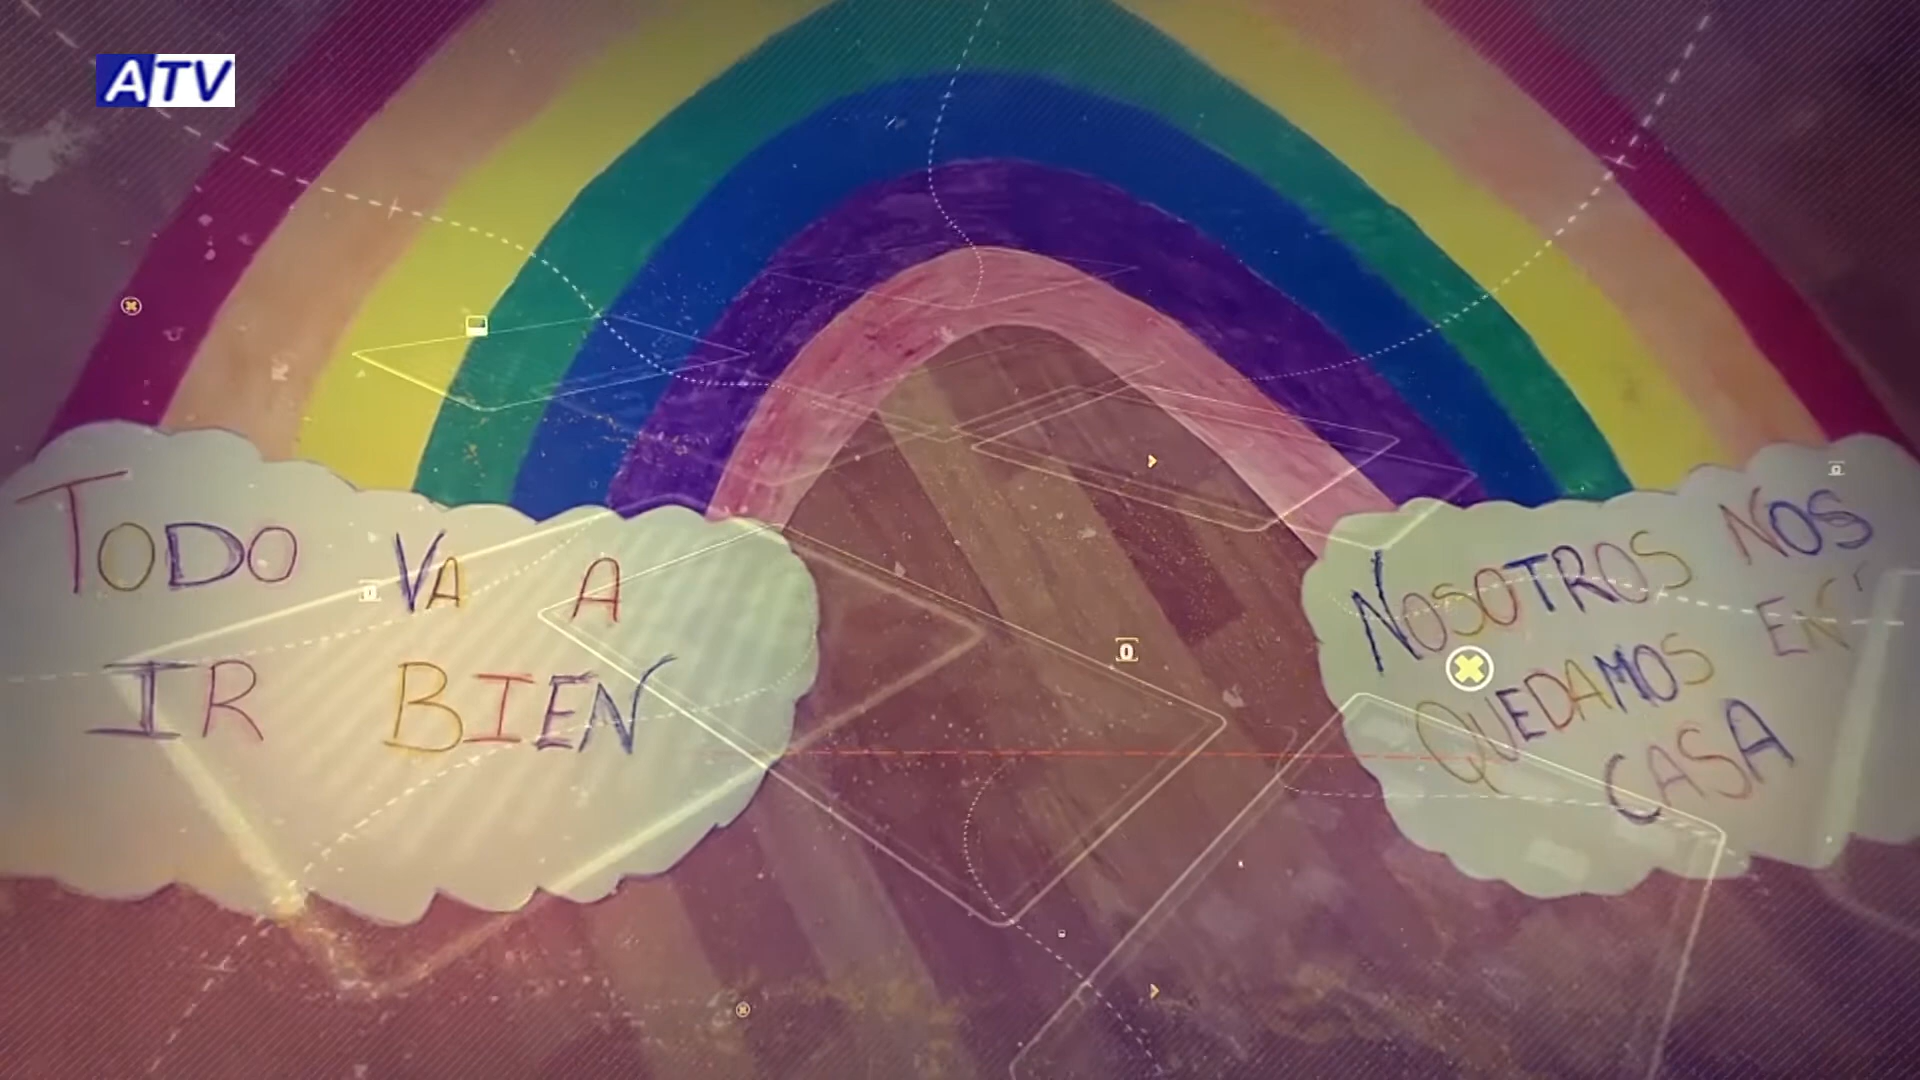 ATV
TODO VA A
IR BIEN
NOSOTROS NOS
QUEDAMOS EN
CASA